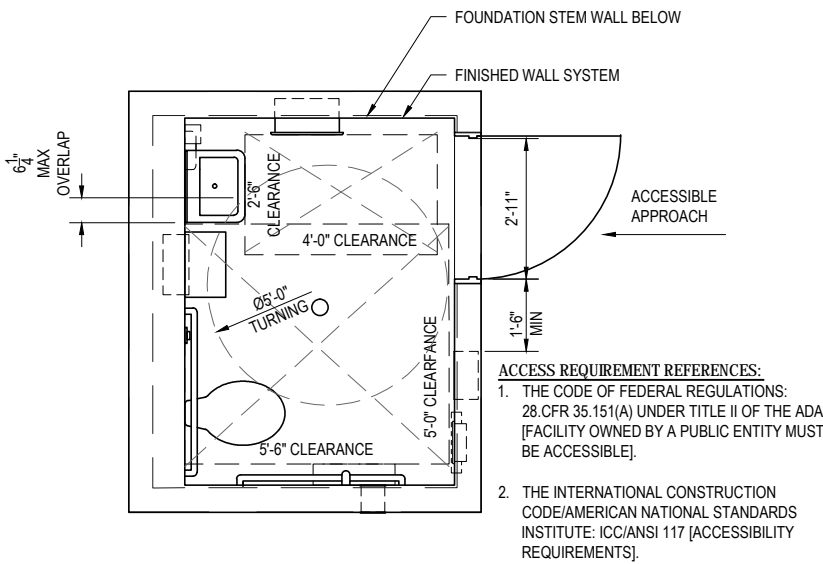 FOUNDATION STEM WALL BELOW
FINISHED WALL SYSTEM
6 1/4"
MAX
OVERLAP
2'-6"
CLEARANCE
4'-0" CLEARANCE
2'-11"
ACCESSIBLE
APPROACH
Ø5'-0"
TURNING
1'-6"
MIN
5'-0" CLEARFANCE
5'-6" CLEARANCE
ACCESS REQUIREMENT REFERENCES:
1. THE CODE OF FEDERAL REGULATIONS:
28.CFR 35.151(A) UNDER TITLE II OF THE ADA
[FACILITY OWNED BY A PUBLIC ENTITY MUST
BE ACCESSIBLE].
2. THE INTERNATIONAL CONSTRUCTION
CODE/AMERICAN NATIONAL STANDARDS
INSTITUTE: ICC/ANSI 117 [ACCESSIBILITY
REQUIREMENTS].